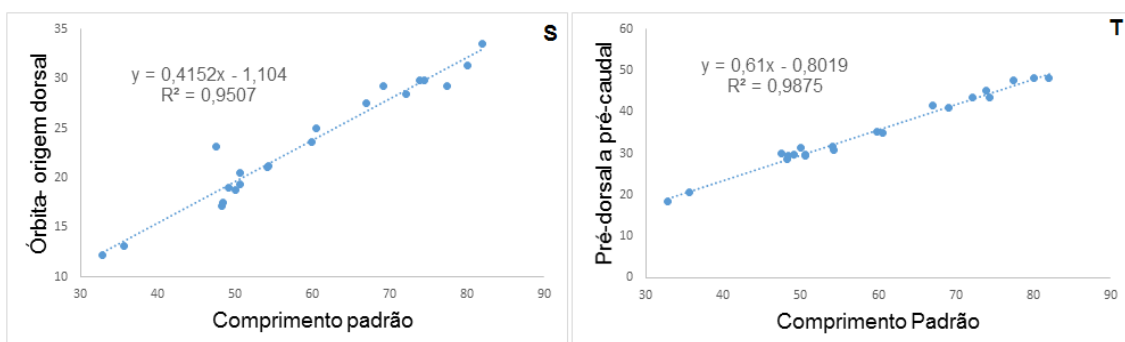 S
35
30
25
20
15
10
Órbita- origem dorsal
y = 0,4152x - 1,104
R² = 0,9507
30 40 50 60 70 80 90
Comprimento padrão
T
60
50
40
30
20
10
0
Pré-dorsal a pré-caudal
y = 0,61x - 0,8019
R² = 0,9875
30 40 50 60 70 80 90
Comprimento Padrão